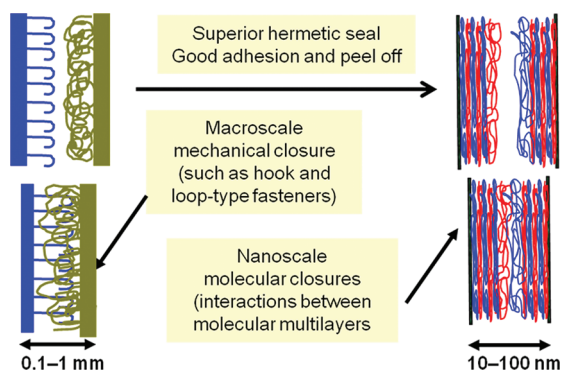 Superior hermetic seal
Good adhesion and peel off
Macroscale
mechanical closure
(such as hook and
loop-type fasteners)
Nanoscale
molecular closures
(interactions between
molecular multilayers
0.1–1 mm
10–100 nm